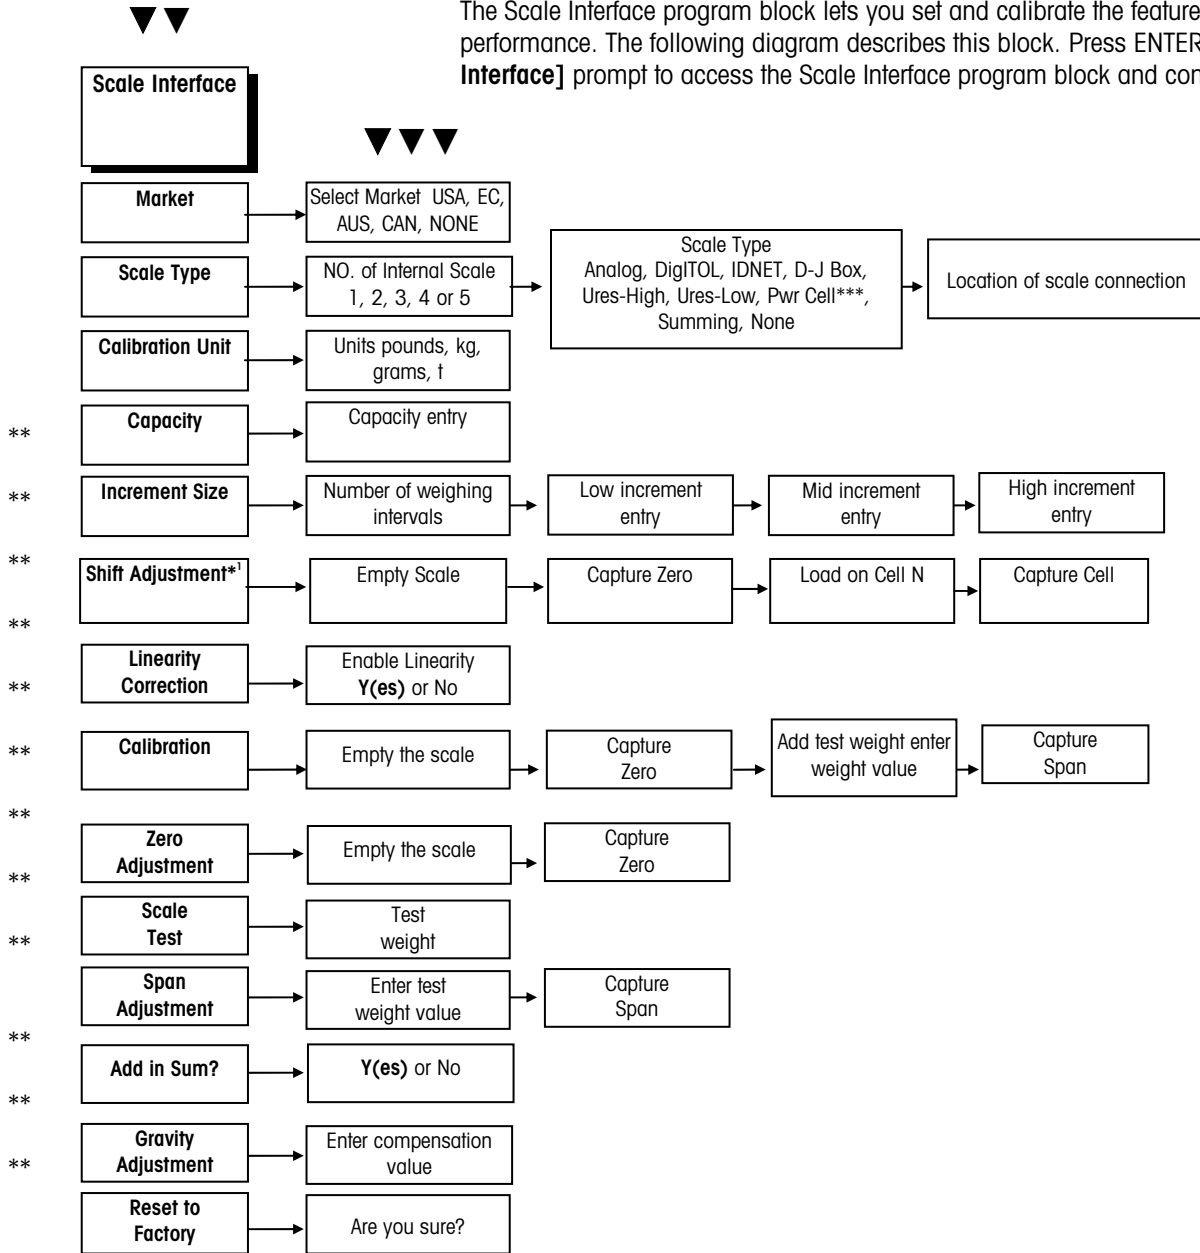 The Scale Interface program block lets you set and calibrate the feature
performance. The following diagram describes this block. Press ENTER
Interface] prompt to access the Scale Interface program block and con
Scale Interface
Market
Select Market USA, EC,
AUS, CAN, NONE
Scale Type
NO. of Internal Scale
1, 2, 3, 4 or 5
Scale Type
Analog, DigITOL, IDNET, D-J Box,
Ures-High, Ures-Low, Pwr Cell***,
Summing, None
Location of scale connection
Calibration Unit
Units pounds, kg,
grams, t
**
Capacity
Capacity entry
**
Increment Size
Number of weighing
intervals
Low increment
entry
Mid increment
entry
High increment
entry
**
Shift Adjustment*¹
Empty Scale
Capture Zero
Load on Cell N
Capture Cell
**
Linearity
Correction
Enable Linearity
Y(es) or No
**
Calibration
Empty the scale
Capture
Zero
Add test weight enter
weight value
Capture
Span
**
**
Zero
Adjustment
Empty the scale
Capture
Zero
**
Scale
Test
Test
weight
**
Span
Adjustment
Enter test
weight value
Capture
Span
**
Add in Sum?
Y(es) or No
**
Gravity
Adjustment
Enter compensation
value
**
Reset to
Factory
Are you sure?